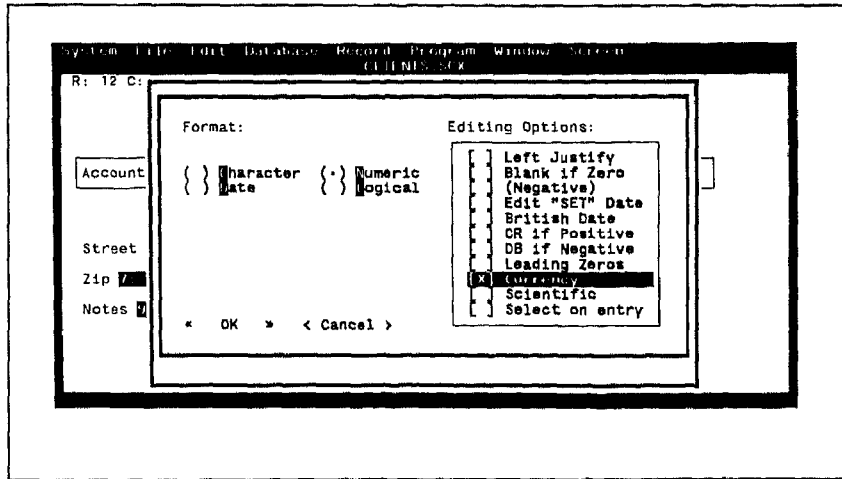 System File Edit Database Record Program Window Screen
CLIENTS.SCX
R: 12 C:
Format:
Editing Options:
( ) Character (·) Numeric
( ) Date ( ) Logical
[ ] Left Justify
[ ] Blank if Zero
[ ] (Negative)
[ ] Edit "SET" Date
[ ] British Date
[ ] CR if Positive
[ ] DB if Negative
[ ] Leading Zeros
[X] Currency
[ ] Scientific
[ ] Select on entry
Account
Street
Zip 7:
Notes 9
« OK » < Cancel >